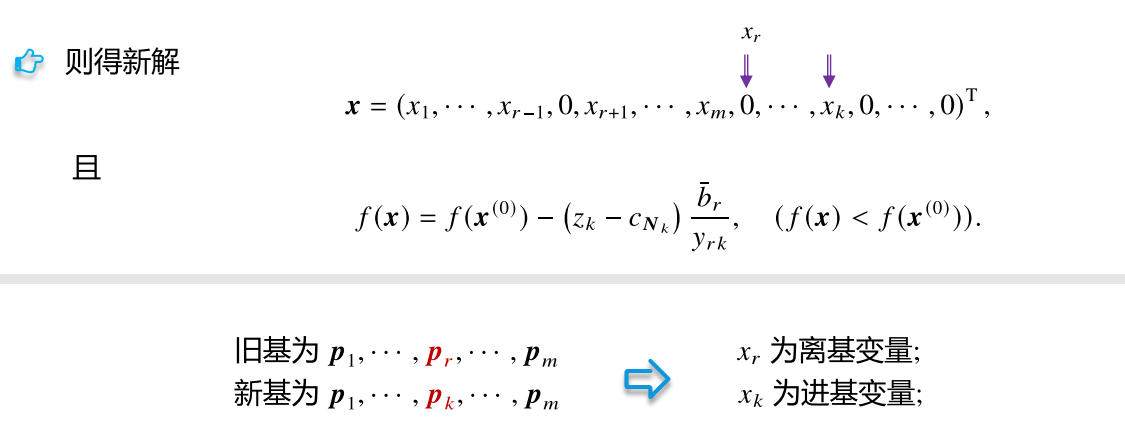 x_r
则得新解
x = (x_1, ⋯ , x_{r−1}, 0, x_{r+1}, ⋯ , x_m, 0, ⋯ , x_k, 0, ⋯ , 0)^T ,
且
f(x) = f(x^{(0)}) − (z_k − c_{N_k}) \frac{\bar{b}_r}{y_{rk}}, (f(x) < f(x^{(0)})).
旧基为 p_1, ⋯ , p_r, ⋯ , p_m
x_r 为离基变量;
新基为 p_1, ⋯ , p_k, ⋯ , p_m
x_k 为进基变量;